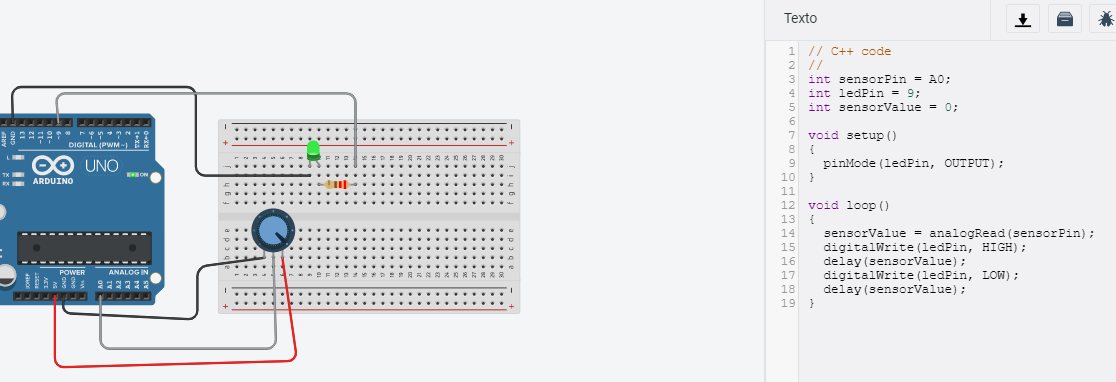 Texto
AREF
GND
13
12
~11
~10
~9
8
7
~6
~5
4
~3
2
TX→1
RX←0
DIGITAL (PWM~)
L
TX
RX
UNO
ARDUINO
ON
POWER
ANALOG IN
IOREF
RESET
3.3V
5V
GND
GND
Vin
A0
A1
A2
A3
A4
A5
1 // C++ code
2 //
3 int sensorPin = A0;
4 int ledPin = 9;
5 int sensorValue = 0;
6
7 void setup()
8 {
9 pinMode(ledPin, OUTPUT);
10 }
11
12 void loop()
13 {
14 sensorValue = analogRead(sensorPin);
15 digitalWrite(ledPin, HIGH);
16 delay(sensorValue);
17 digitalWrite(ledPin, LOW);
18 delay(sensorValue);
19 }